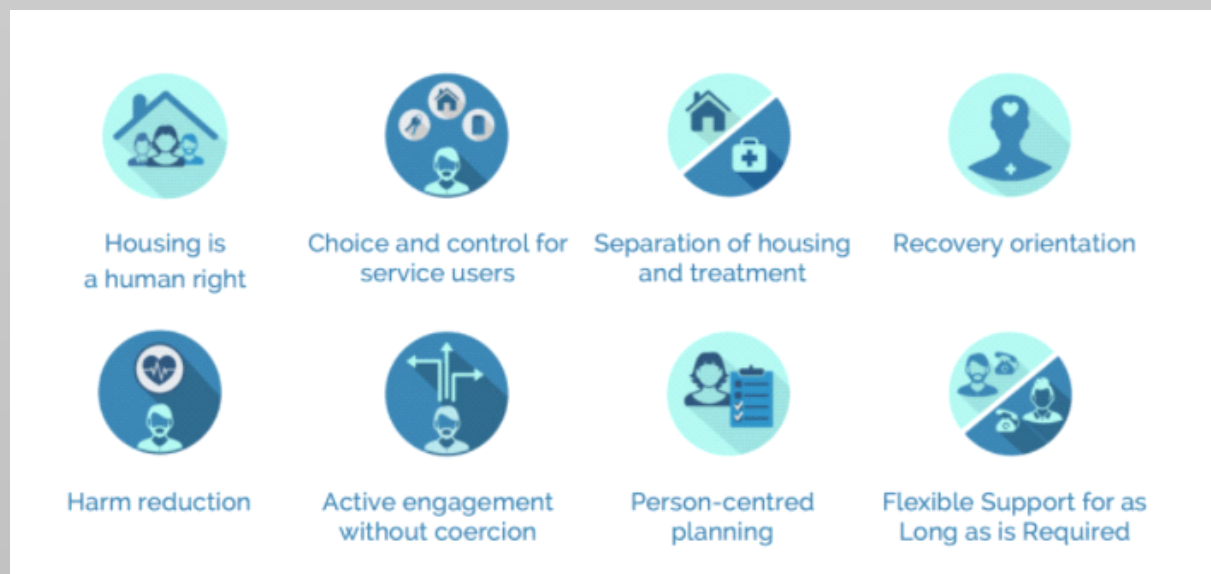 Housing is
a human right
Choice and control for
service users
Separation of housing
and treatment
Recovery orientation
Harm reduction
Active engagement
without coercion
Person-centred
planning
Flexible Support for as
Long as is Required